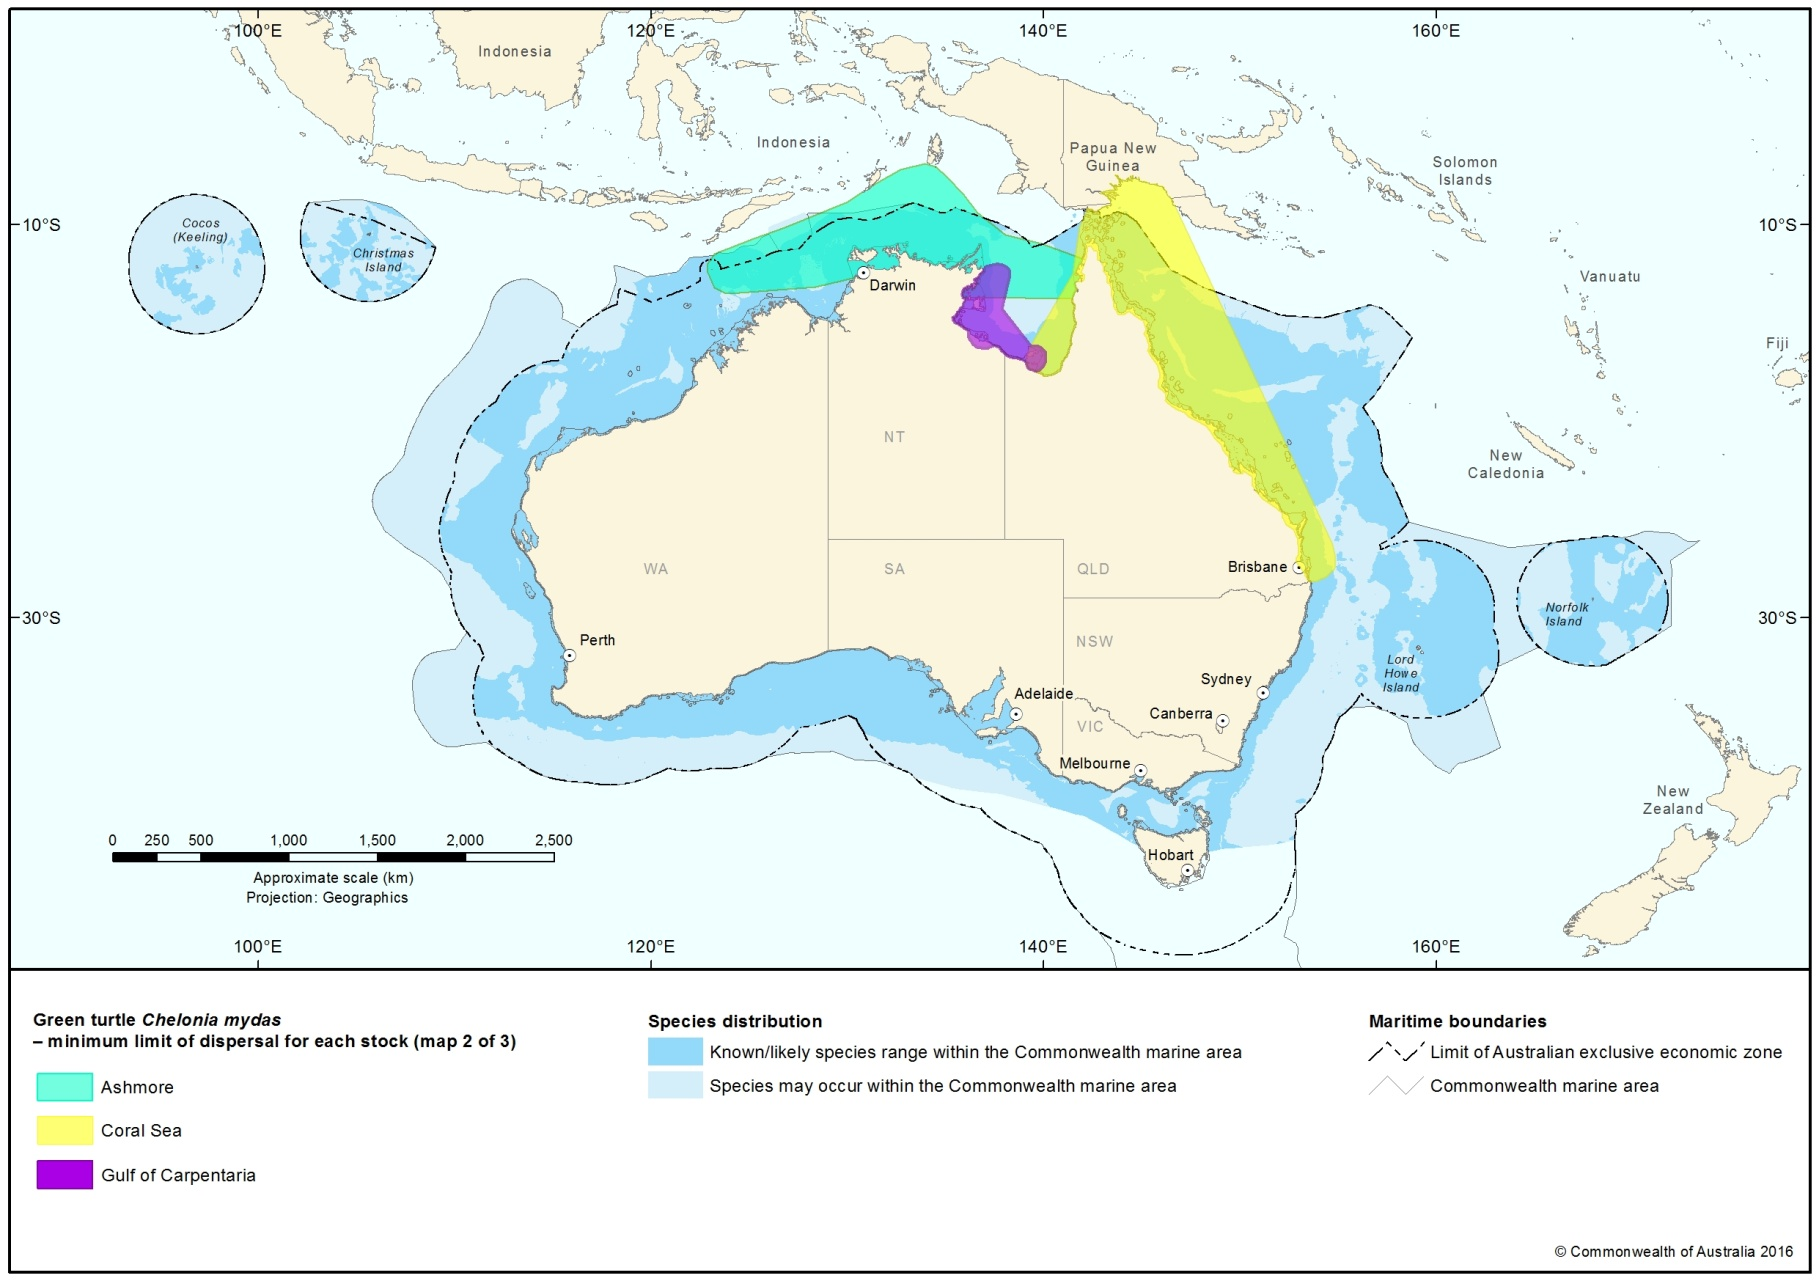 100°E
120°E
140°E
160°E
Indonesia
Indonesia
Papua New
Guinea
Solomon
Islands
10°S
10°S
Cocos
(Keeling)
Christmas
Island
Darwin
Vanuatu
Fiji
NT
New
Caledonia
WA
SA
QLD
Brisbane
Norfolk
Island
30°S
30°S
Perth
NSW
Lord
Howe
Island
Sydney
Adelaide
Canberra
VIC
Melbourne
New
Zealand
0 250 500 1,000 1,500 2,000 2,500
Hobart
Approximate scale (km)
Projection: Geographics
100°E
120°E
140°E
160°E
Green turtle Chelonia mydas
– minimum limit of dispersal for each stock (map 2 of 3)
Ashmore
Coral Sea
Gulf of Carpentaria
Species distribution
Known/likely species range within the Commonwealth marine area
Species may occur within the Commonwealth marine area
Maritime boundaries
Limit of Australian exclusive economic zone
Commonwealth marine area
© Commonwealth of Australia 2016